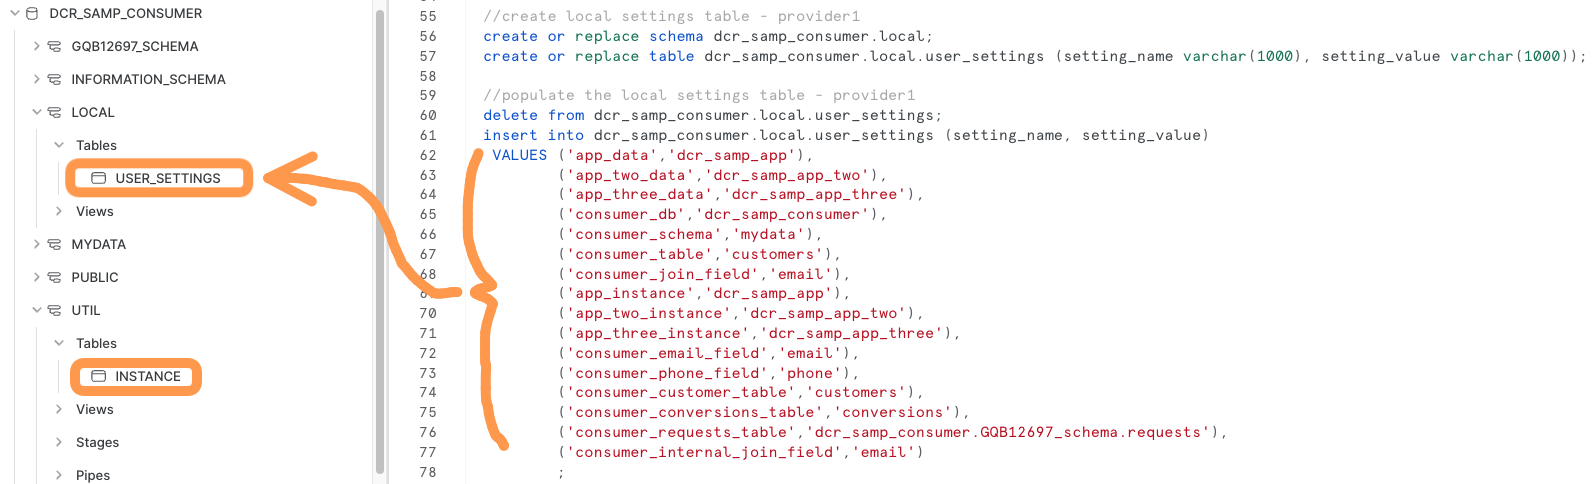 DCR_SAMP_CONSUMER
GQB12697_SCHEMA
INFORMATION_SCHEMA
LOCAL
Tables
USER_SETTINGS
Views
MYDATA
PUBLIC
UTIL
Tables
INSTANCE
Views
Stages
Pipes
55 //create local settings table - provider1
56 create or replace schema dcr_samp_consumer.local;
57 create or replace table dcr_samp_consumer.local.user_settings (setting_name varchar(1000), setting_value varchar(1000));
58
59 //populate the local settings table - provider1
60 delete from dcr_samp_consumer.local.user_settings;
61 insert into dcr_samp_consumer.local.user_settings (setting_name, setting_value)
62 VALUES ('app_data','dcr_samp_app'),
63 ('app_two_data','dcr_samp_app_two'),
64 ('app_three_data','dcr_samp_app_three'),
65 ('consumer_db','dcr_samp_consumer'),
66 ('consumer_schema','mydata'),
67 ('consumer_table','customers'),
68 ('consumer_join_field','email'),
('app_instance','dcr_samp_app'),
70 ('app_two_instance','dcr_samp_app_two'),
71 ('app_three_instance','dcr_samp_app_three'),
72 ('consumer_email_field','email'),
73 ('consumer_phone_field','phone'),
74 ('consumer_customer_table','customers'),
75 ('consumer_conversions_table','conversions'),
76 ('consumer_requests_table','dcr_samp_consumer.GQB12697_schema.requests'),
77 ('consumer_internal_join_field','email')
78 ;